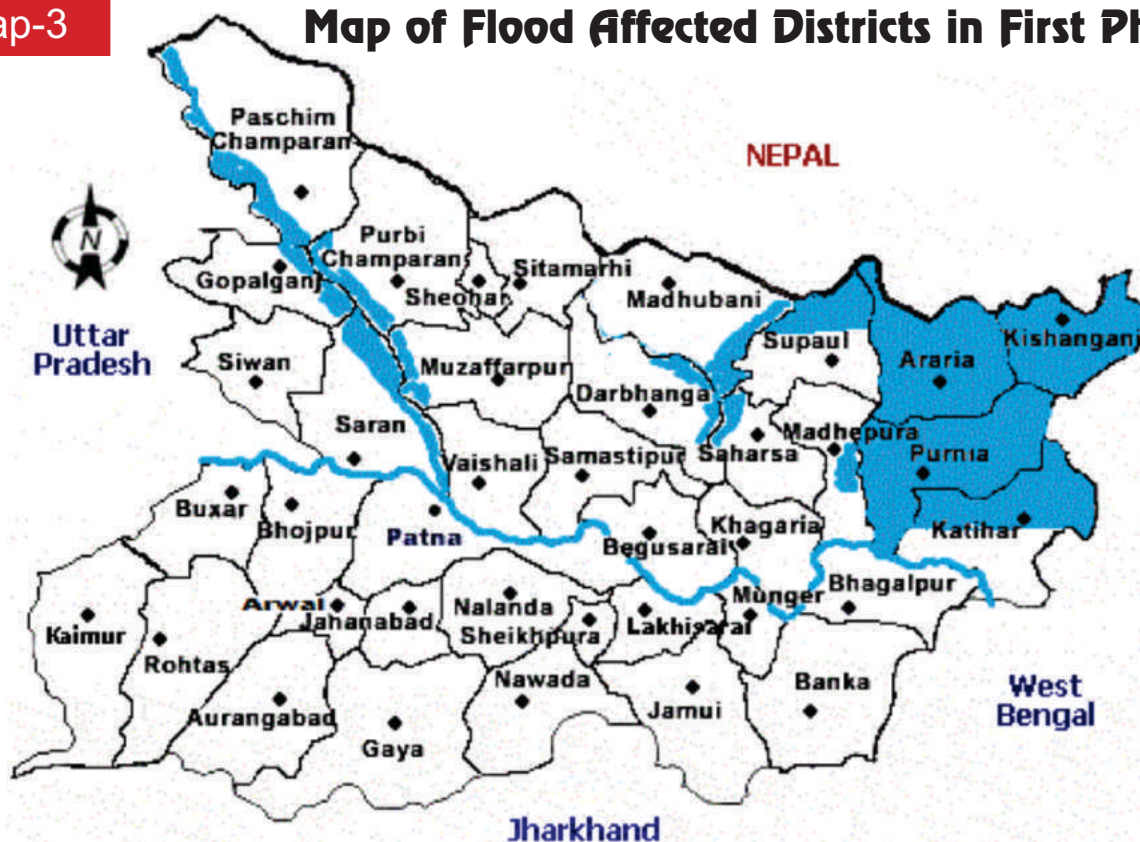 ap-3
Map of Flood Affected Districts in First Ph
Paschim
Champaran
NEPAL
N
Purbi
Champaran
Gopalganj
Sheohar
Sitamarhi
Madhubani
Uttar
Pradesh
Siwan
Muzaffarpur
Darbhanga
Supaul
Araria
Kishanganj
Saran
Vaishali
Samastipur
Saharsa
Madhepura
Purnia
Buxar
Bhojpur
Patna
Begusarai
Khagaria
Katihar
Kaimur
Rohtas
Arwal
Jahanabad
Nalanda
Sheikhpura
Lakhisarai
Munger
Bhagalpur
Aurangabad
Gaya
Nawada
Jamui
Banka
West
Bengal
Jharkhand